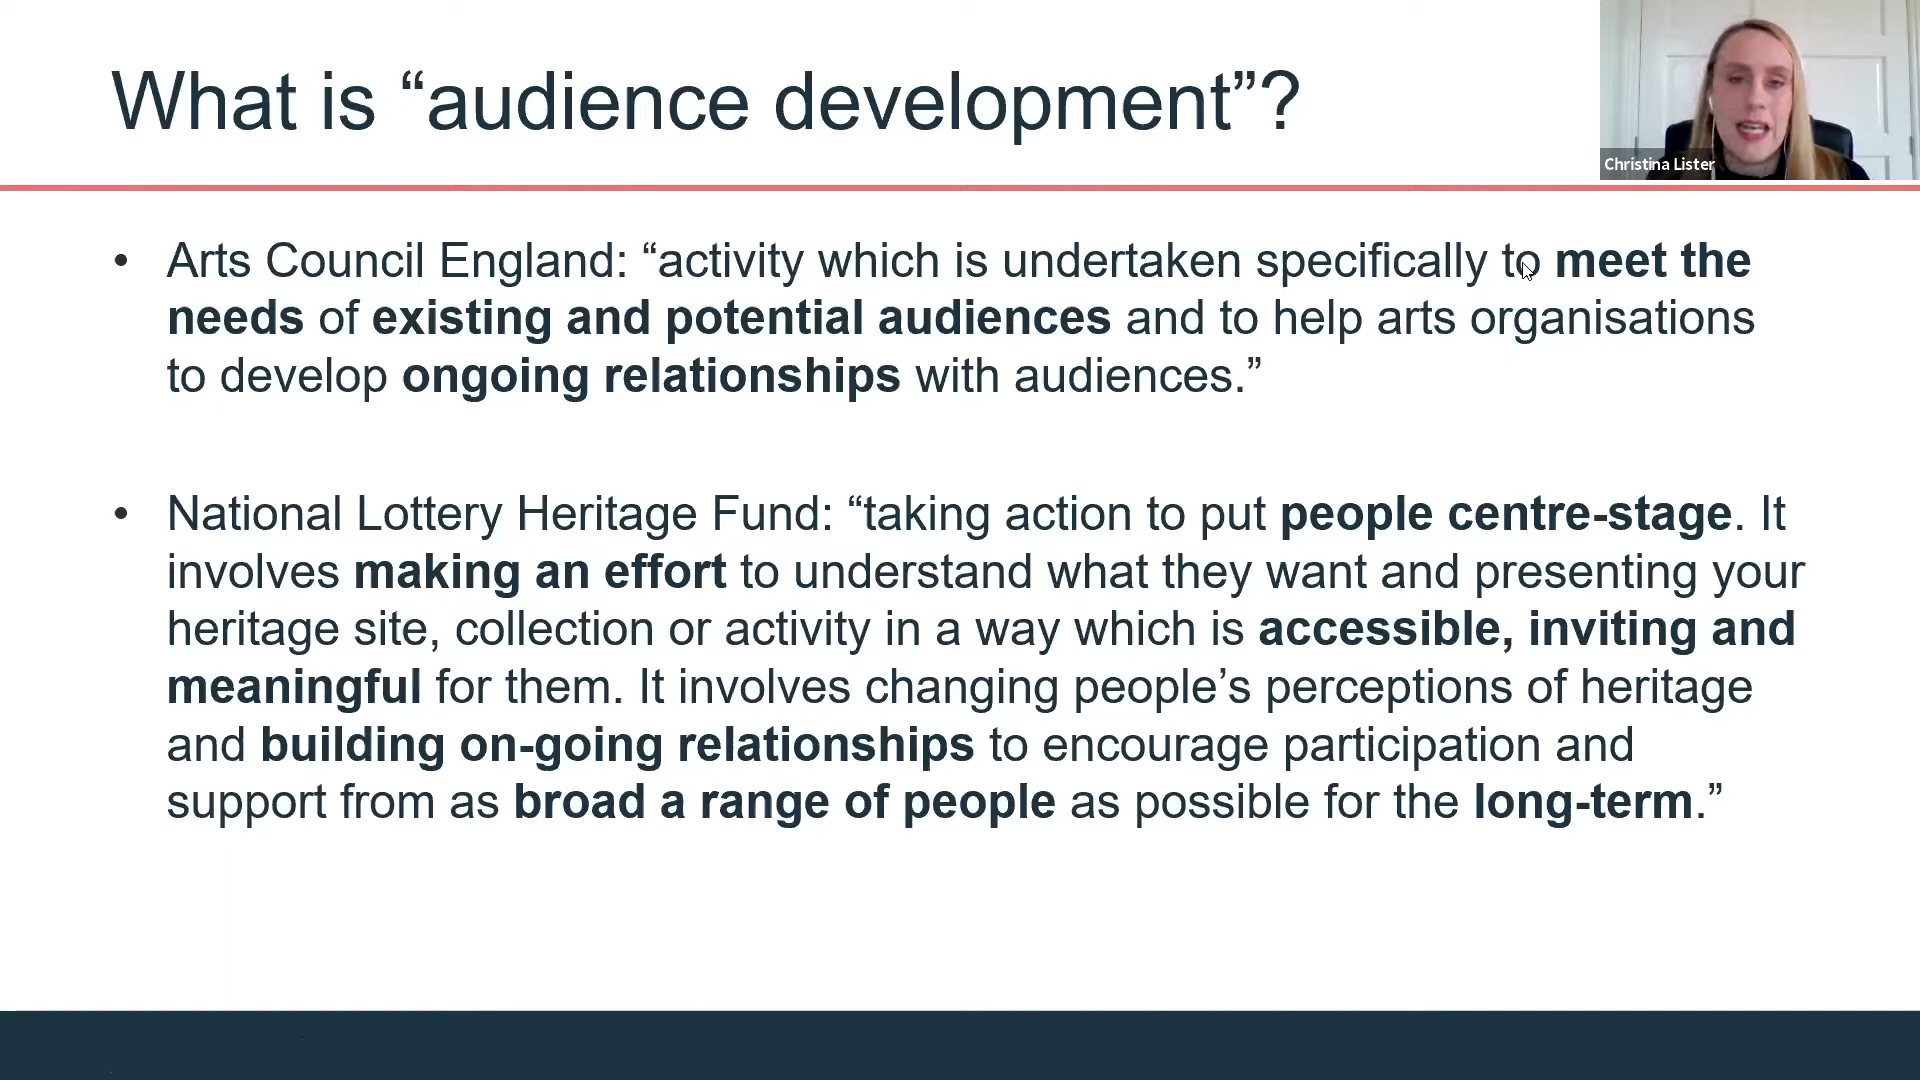 What is “audience development”?
Christina Lister
• Arts Council England: “activity which is undertaken specifically to meet the
needs of existing and potential audiences and to help arts organisations
to develop ongoing relationships with audiences.”
• National Lottery Heritage Fund: “taking action to put people centre-stage. It
involves making an effort to understand what they want and presenting your
heritage site, collection or activity in a way which is accessible, inviting and
meaningful for them. It involves changing people’s perceptions of heritage
and building on-going relationships to encourage participation and
support from as broad a range of people as possible for the long-term.”